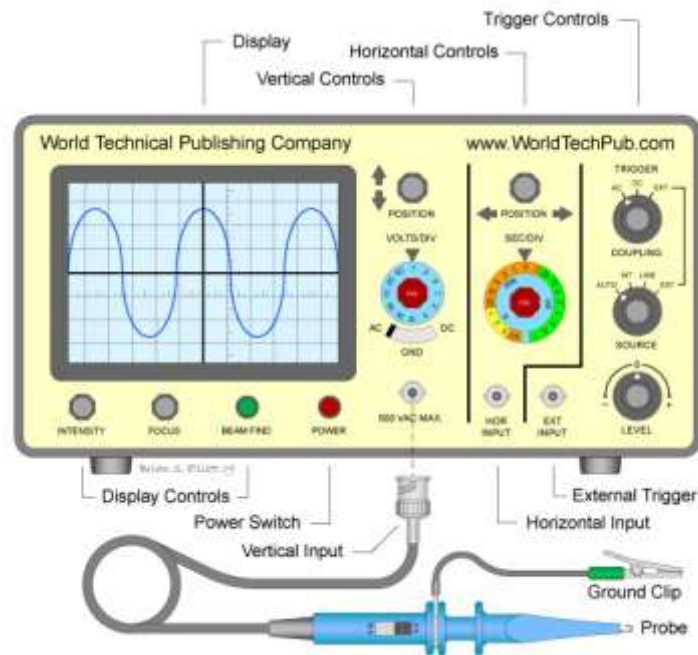 Trigger Controls
Display
Horizontal Controls
Vertical Controls
World Technical Publishing Company
www.WorldTechPub.com
TRIGGER
AC
DC
EXT
POSITION
POSITION
COUPLING
VOLTS/DIV
SEC/DIV
AUTO
INT
LINE
EXT
AC
DC
GND
SOURCE
0
-
+
LEVEL
VAC MAX.
HOR
INPUT
EXT
INPUT
INTENSITY
FOCUS
BEAM FIND
POWER
Display Controls
External Trigger
Power Switch
Horizontal Input
Vertical Input
Ground Clip
Probe